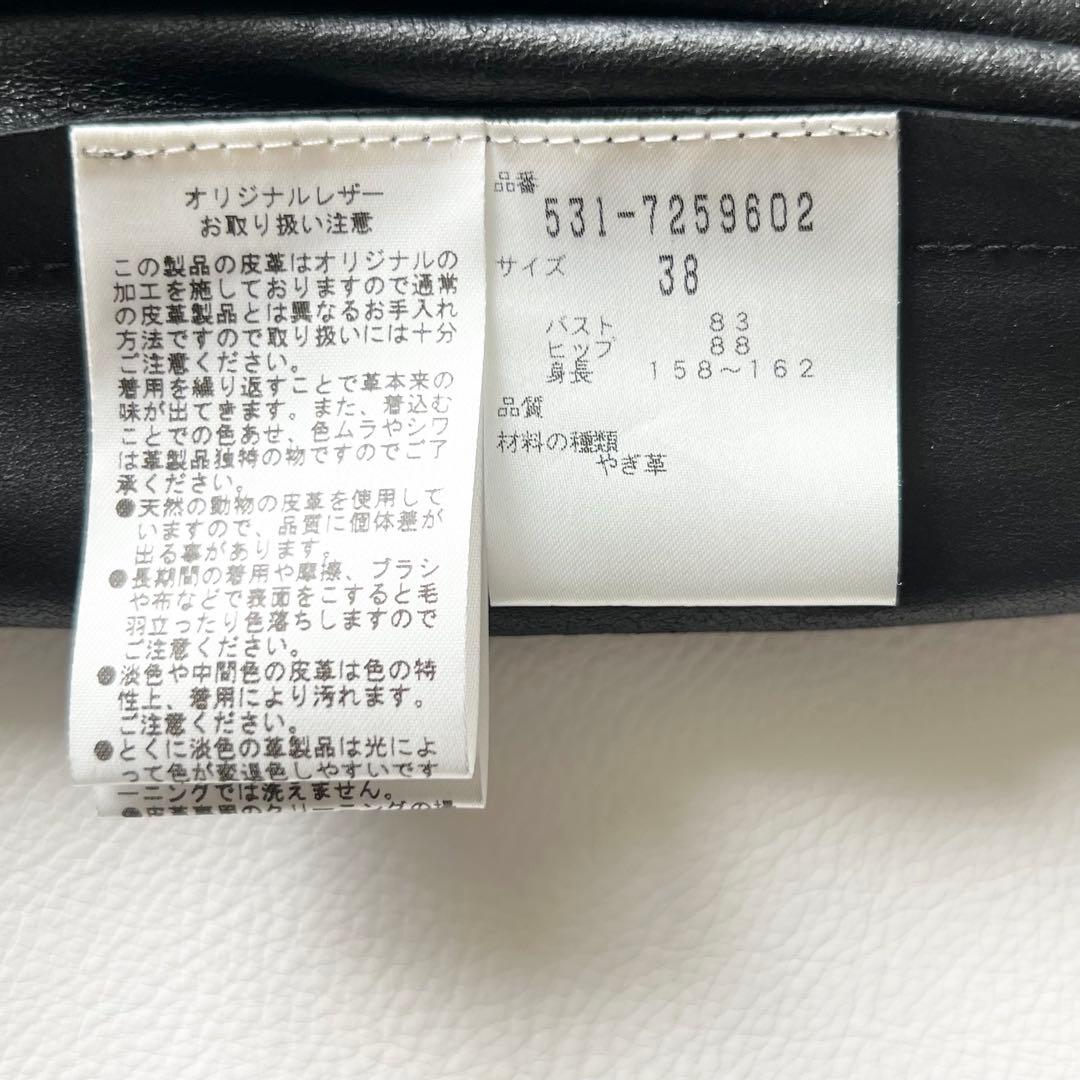 オリジナルレザー
お取り扱い注意
この製品の皮革はオリジナルの
加工を施しておりますので通常
の皮革製品とは異なるお手入れ
方法ですので取り扱いには十分
ご注意ください。
着用を繰り返すことで革本来の
味が出てきます。また、着込む
ことでの色あせ、色ムラやシワ
は革製品独特の物ですのでご了
承ください。
●天然の動物の皮革を使用して
いますので、品質に個体差が
出る事があります。
●長期間の着用や摩擦、ブラシ
や布などで表面をこすると毛
羽立ったり色落ちしますので
ご注意ください。
●淡色や中間色の皮革は色の特
性上、着用により汚れます。
ご注意ください。
●とくに淡色の革製品は光によ
って色が変退色しやすいです
ーニングでは洗えません。
●皮革専用のクリーニングの
品番
531-7259602
サイズ 38
バスト 83
ヒップ 88
身長 158～162
品質
材料の種類
やぎ革